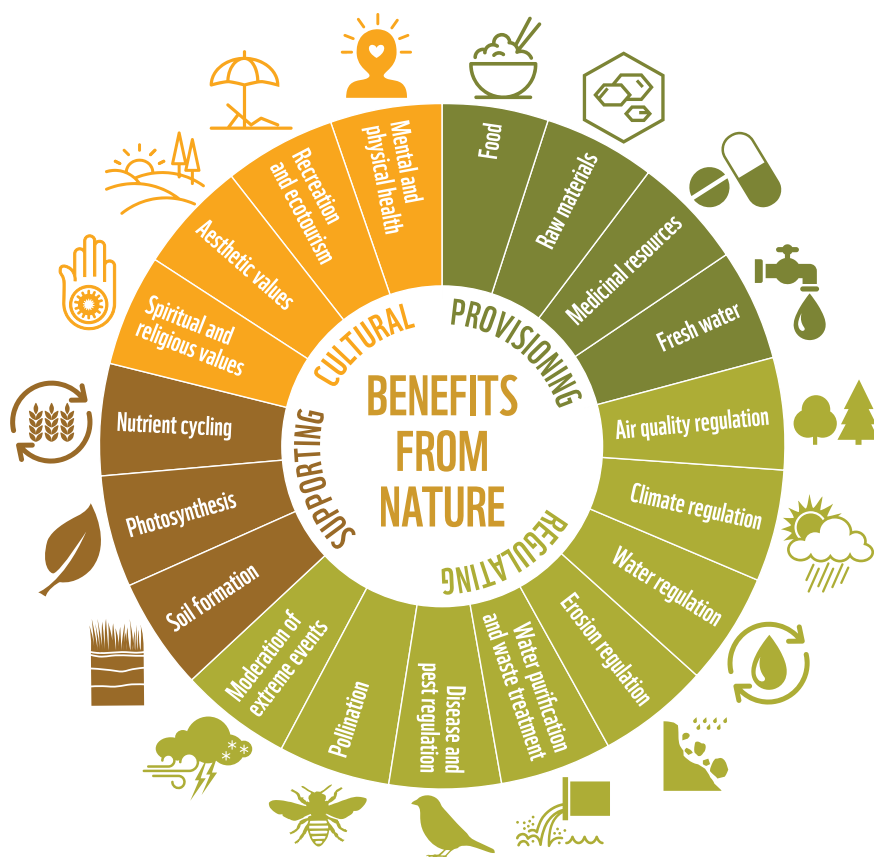 BENEFITS
FROM
NATURE
PROVISIONING
Food
Raw materials
Medicinal resources
Fresh water
REGULATING
Air quality regulation
Climate regulation
Water regulation
Erosion regulation
Water purification
and waste treatment
Disease and
pest regulation
Pollination
Moderation of
extreme events
SUPPORTING
Soil formation
Photosynthesis
Nutrient cycling
CULTURAL
Spiritual and
religious values
Aesthetic values
Recreation
and ecotourism
Mental and
physical health